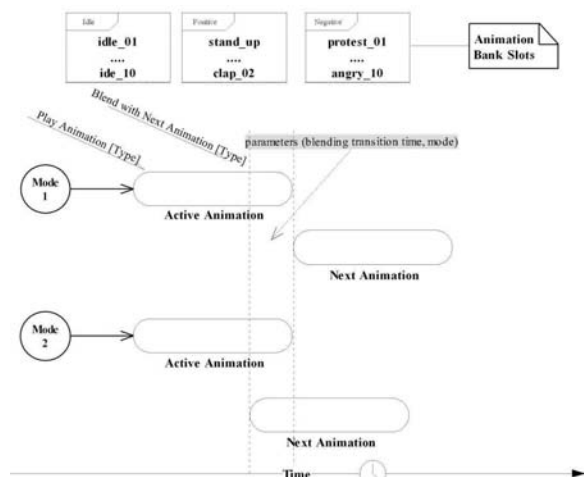 Idle
Positive
Negative
idle_01
....
ide_10
stand_up
....
clap_02
protest_01
....
angry_10
Animation
Bank Slots
Blend with Next Animation [Type]
Play Animation [Type]
parameters (blending transition time, mode)
Mode
1
Active Animation
Next Animation
Mode
2
Active Animation
Next Animation
Time